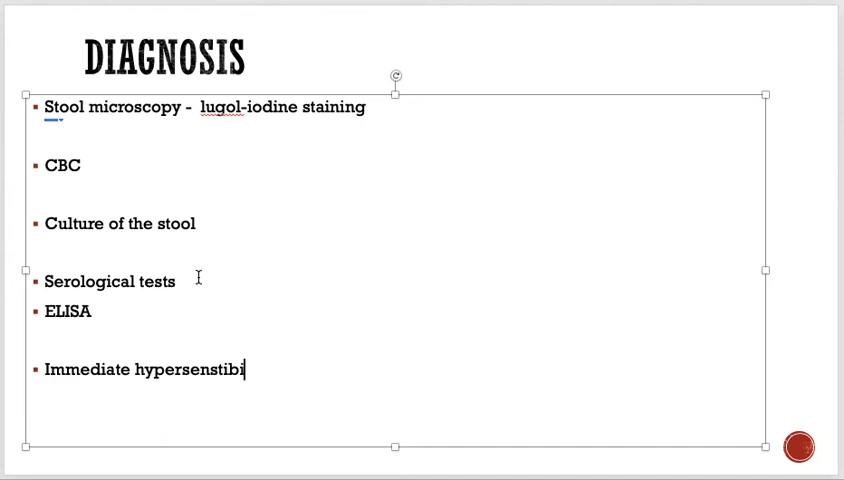 DIAGNOSIS
Stool microscopy - lugol-iodine staining
CBC
Culture of the stool
Serological tests
ELISA
Immediate hypersenstibi